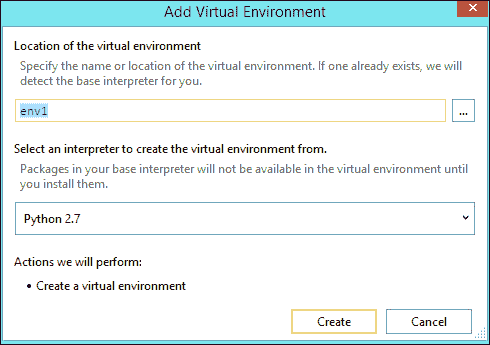 Add Virtual Environment
Location of the virtual environment
Specify the name or location of the virtual environment. If one already exists, we will
detect the base interpreter for you.
env1
...
Select an interpreter to create the virtual environment from.
Packages in your base interpreter will not be available in the virtual environment until
you install them.
Python 2.7
Actions we will perform:
• Create a virtual environment
Create
Cancel